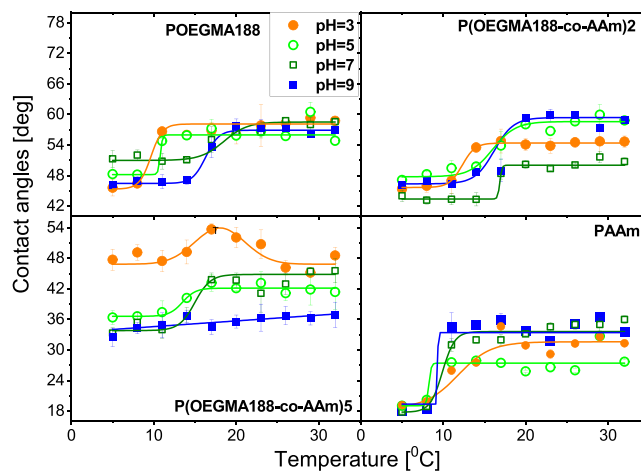 POEGMA188
P(OEGMA188-co-AAm)2
pH=3
pH=5
pH=7
pH=9
78
72
66
60
54
48
42
Contact angles [deg]
54
48
42
36
30
24
18
P(OEGMA188-co-AAm)5
PAAm
0 10 20 30 0 10 20 30
Temperature [⁰C]